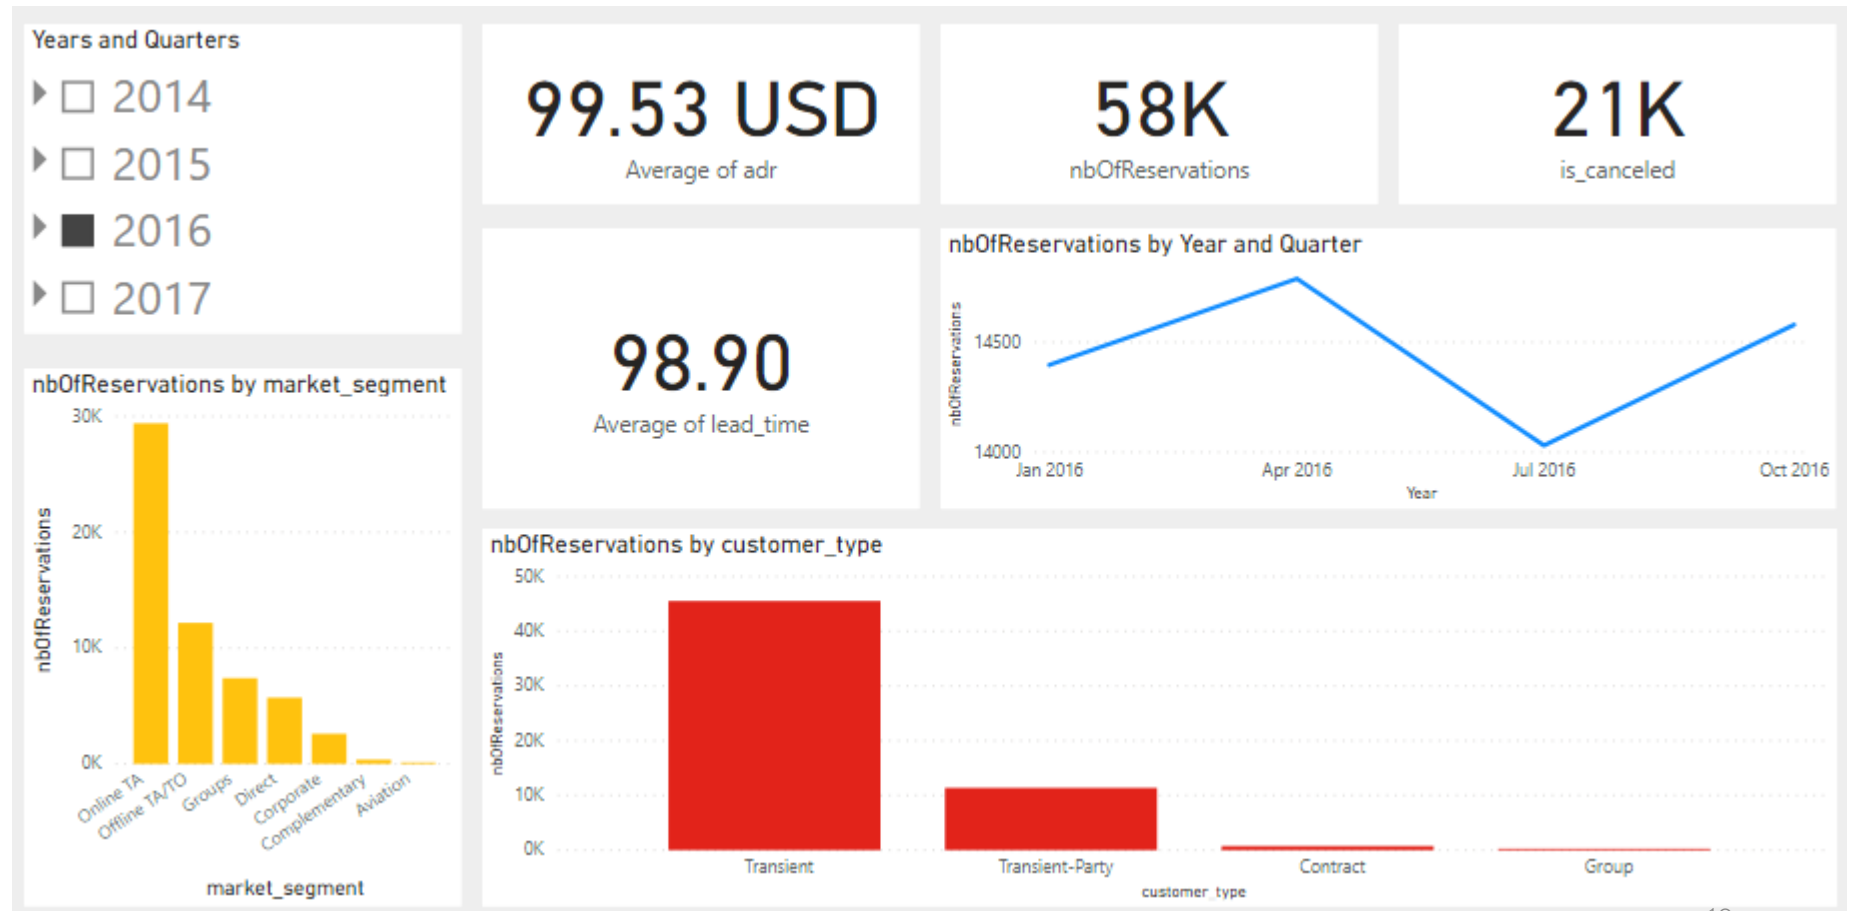 Years and Quarters
2014
2015
2016
2017
99.53 USD
Average of adr
58K
nbOfReservations
21K
is_canceled
98.90
Average of lead_time
nbOfReservations by Year and Quarter
nbOfReservations
14500
14000
Jan 2016
Apr 2016
Jul 2016
Oct 2016
Year
nbOfReservations by market_segment
nbOfReservations
30K
20K
10K
0K
Online TA
Offline TA/TO
Groups
Direct
Corporate
Complementary
Aviation
market_segment
nbOfReservations by customer_type
nbOfReservations
50K
40K
30K
20K
10K
0K
Transient
Transient-Party
Contract
Group
customer_type